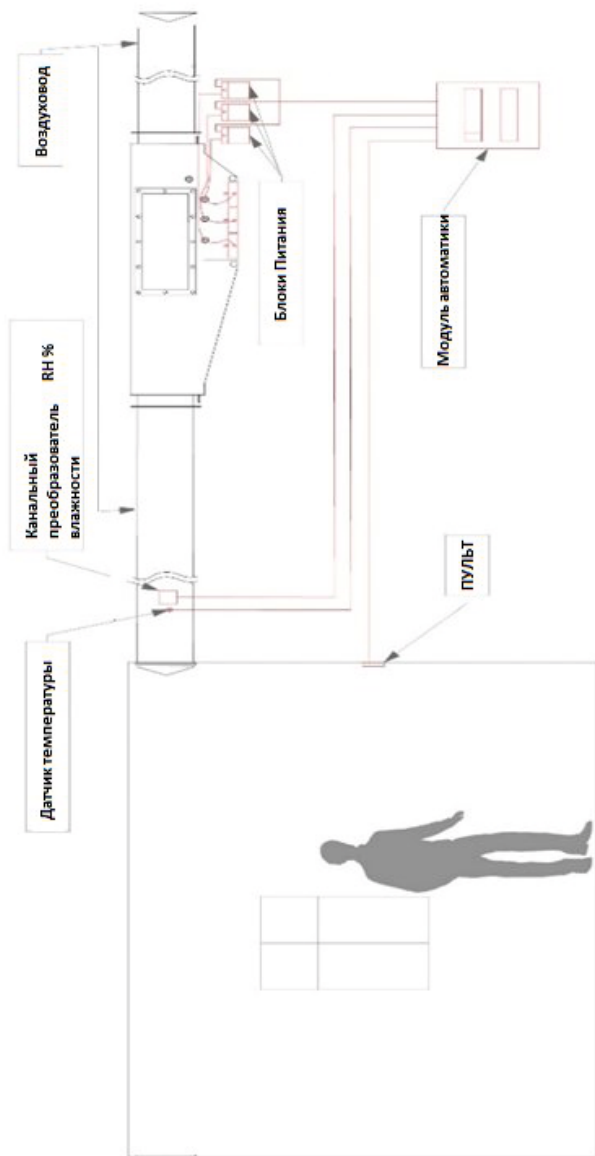 Датчик температуры
Канальный RH %
преобразователь
влажности
Воздуховод
Блоки Питания
Модуль автоматики
ПУЛЬТ